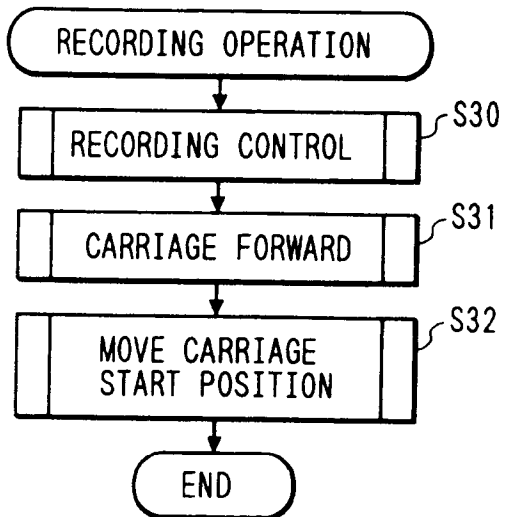 RECORDING OPERATION
RECORDING CONTROL
S30
CARRIAGE FORWARD
S31
MOVE CARRIAGE
START POSITION
S32
END